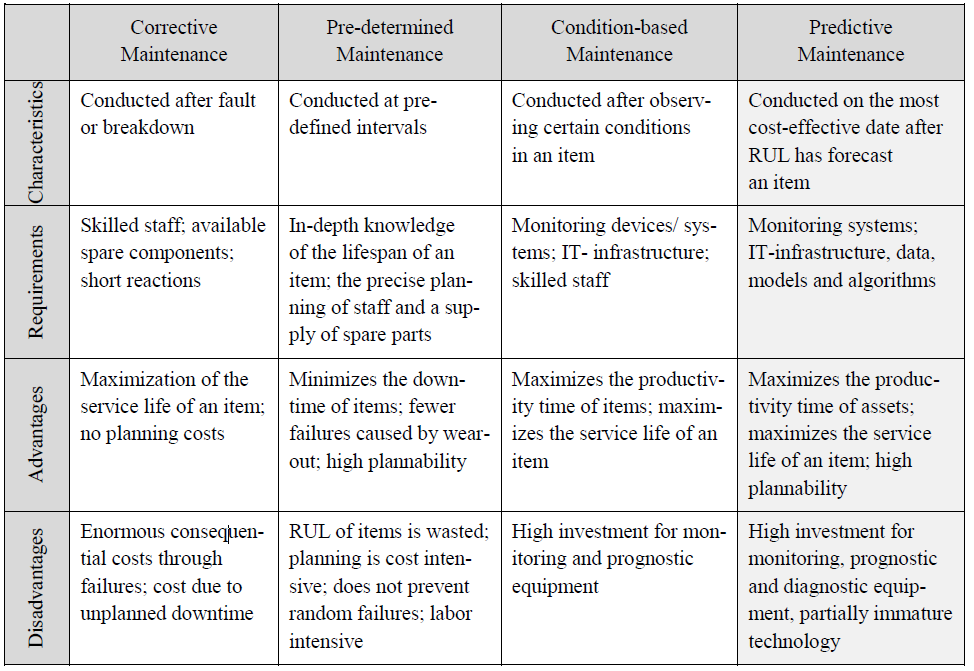 Corrective
Maintenance
Pre-determined
Maintenance
Condition-based
Maintenance
Predictive
Maintenance
Characteristics
Conducted after fault
or breakdown
Conducted at pre-
defined intervals
Conducted after observ-
ing certain conditions
in an item
Conducted on the most
cost-effective date after
RUL has forecast
an item
Requirements
Skilled staff; available
spare components;
short reactions
In-depth knowledge
of the lifespan of an
item; the precise plan-
ning of staff and a sup-
ply of spare parts
Monitoring devices/ sys-
tems; IT- infrastructure;
skilled staff
Monitoring systems;
IT-infrastructure, data,
models and algorithms
Advantages
Maximization of the
service life of an item;
no planning costs
Minimizes the down-
time of items; fewer
failures caused by wear-
out; high plannability
Maximizes the productiv-
ity time of items; maxim-
izes the service life of an
item
Maximizes the produc-
tivity time of assets;
maximizes the service
life of an item; high
plannability
Disadvantages
Enormous consequen-
tial costs through
failures; cost due to
unplanned downtime
RUL of items is wasted;
planning is cost inten-
sive; does not prevent
random failures; labor
intensive
High investment for mon-
itoring and prognostic
equipment
High investment for
monitoring, prognostic
and diagnostic equip-
ment, partially immature
technology